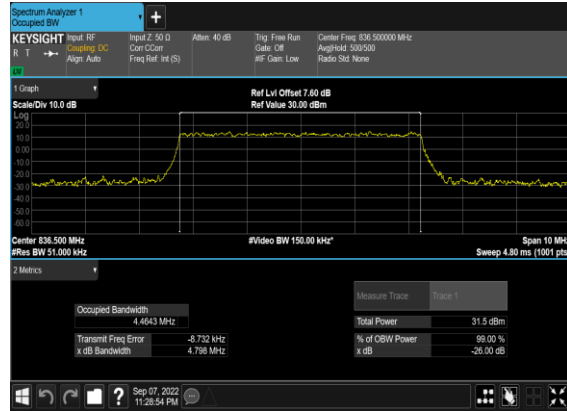 Spectrum Analyzer 1
Occupied BW
+
KEYSIGHT
R T
LW
Input: RF
Coupling: DC
Align: Auto
Input Z: 50 Ω
Corr CCorr
Freq Ref: Int (S)
Atten: 40 dB
Trig: Free Run
Gate: Off
#IF Gain: Low
Center Freq: 836.500000 MHz
Avg|Hold: 500/500
Radio Std: None
1 Graph
Scale/Div 10.0 dB
Ref Lvl Offset 7.60 dB
Ref Value 30.00 dBm
Log
20.0
10.0
0.00
-10.0
-20.0
-30.0
-40.0
-50.0
-60.0
Center 836.500 MHz
#Res BW 51.000 kHz
#Video BW 150.00 kHz*
Span 10 MHz
Sweep 4.80 ms (1001 pts
2 Metrics
Measure Trace
Trace 1
Occupied Bandwidth
4.4643 MHz
Total Power
31.5 dBm
Transmit Freq Error
-8.732 kHz
% of OBW Power
99.00 %
x dB Bandwidth
4.798 MHz
x dB
-26.00 dB
?
Sep 07, 2022
11:28:54 PM